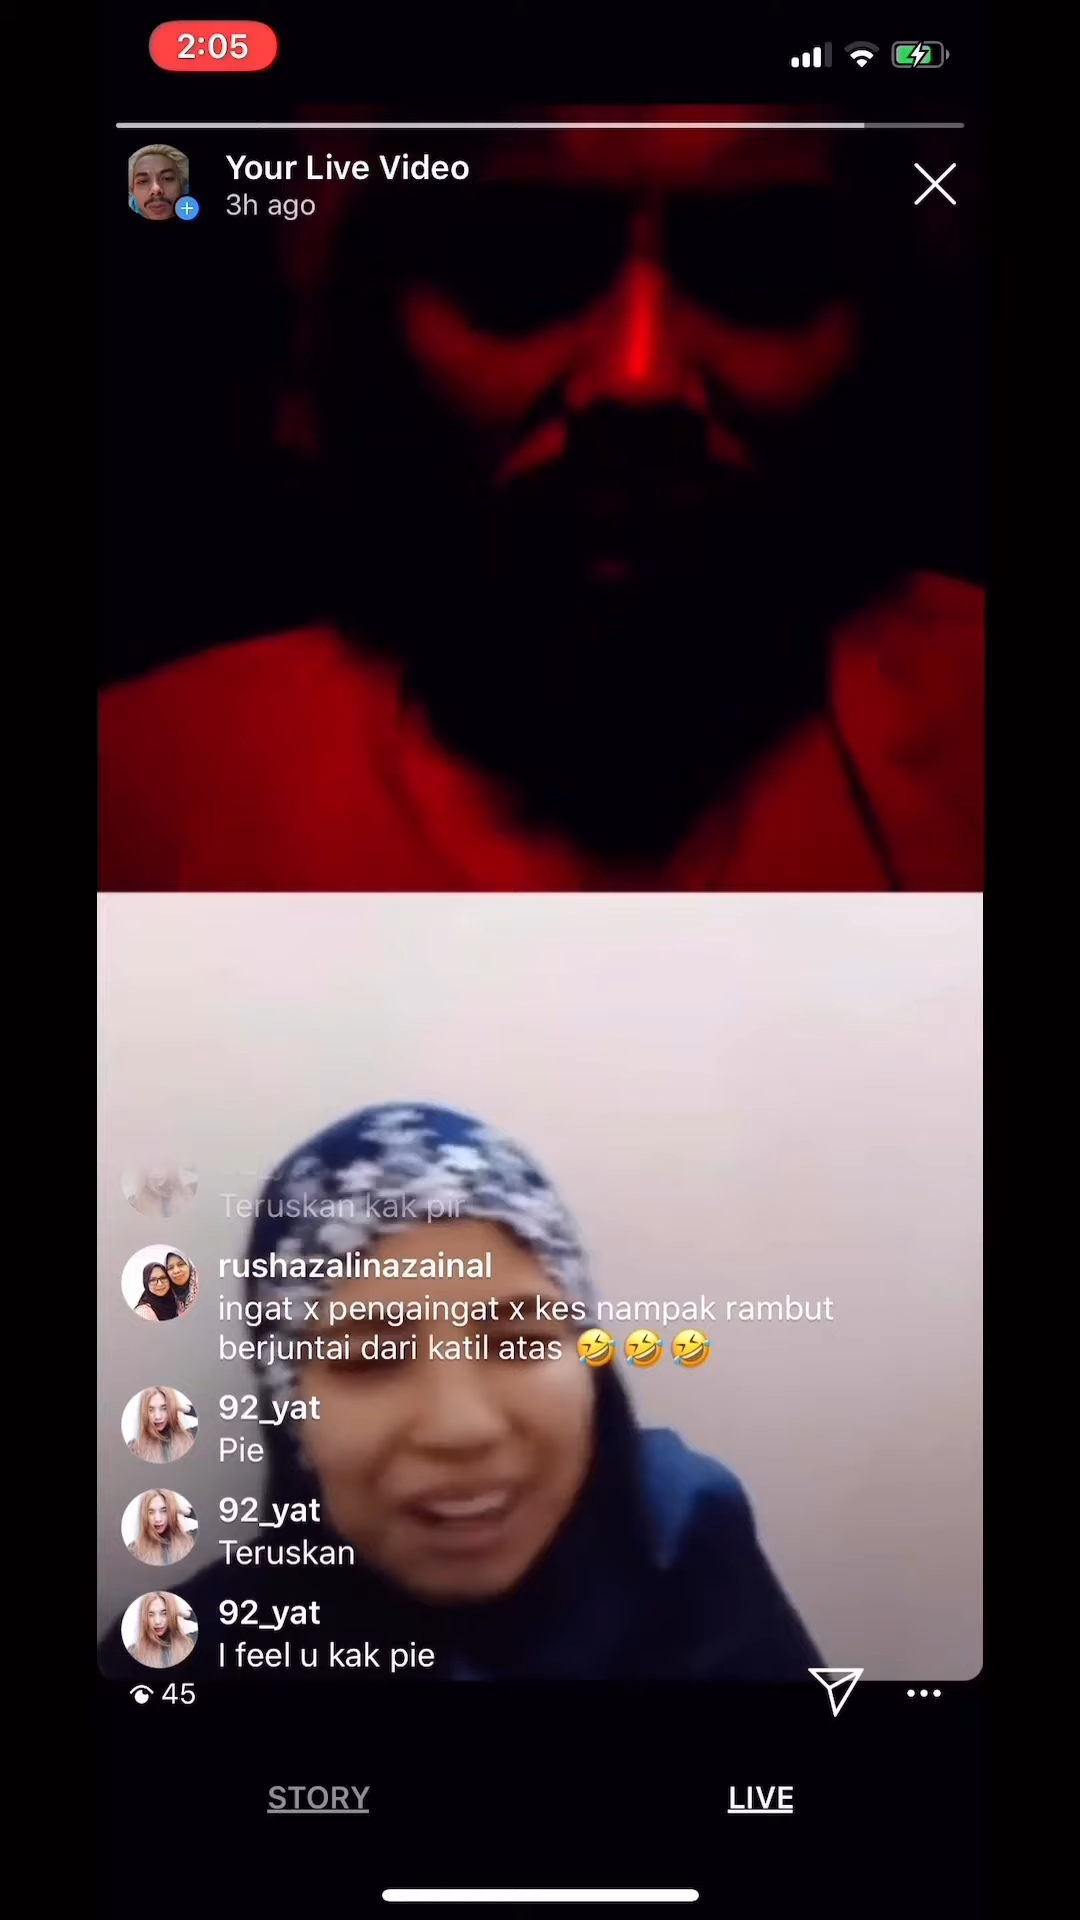 2:05
Your Live Video
3h ago
Teruskan kak pir
rushazalinazainal
ingat x pengaingat x kes nampak rambut
berjuntai dari katil atas 🤣🤣🤣
92_yat
Pie
92_yat
Teruskan
92_yat
I feel u kak pie
45
STORY
LIVE